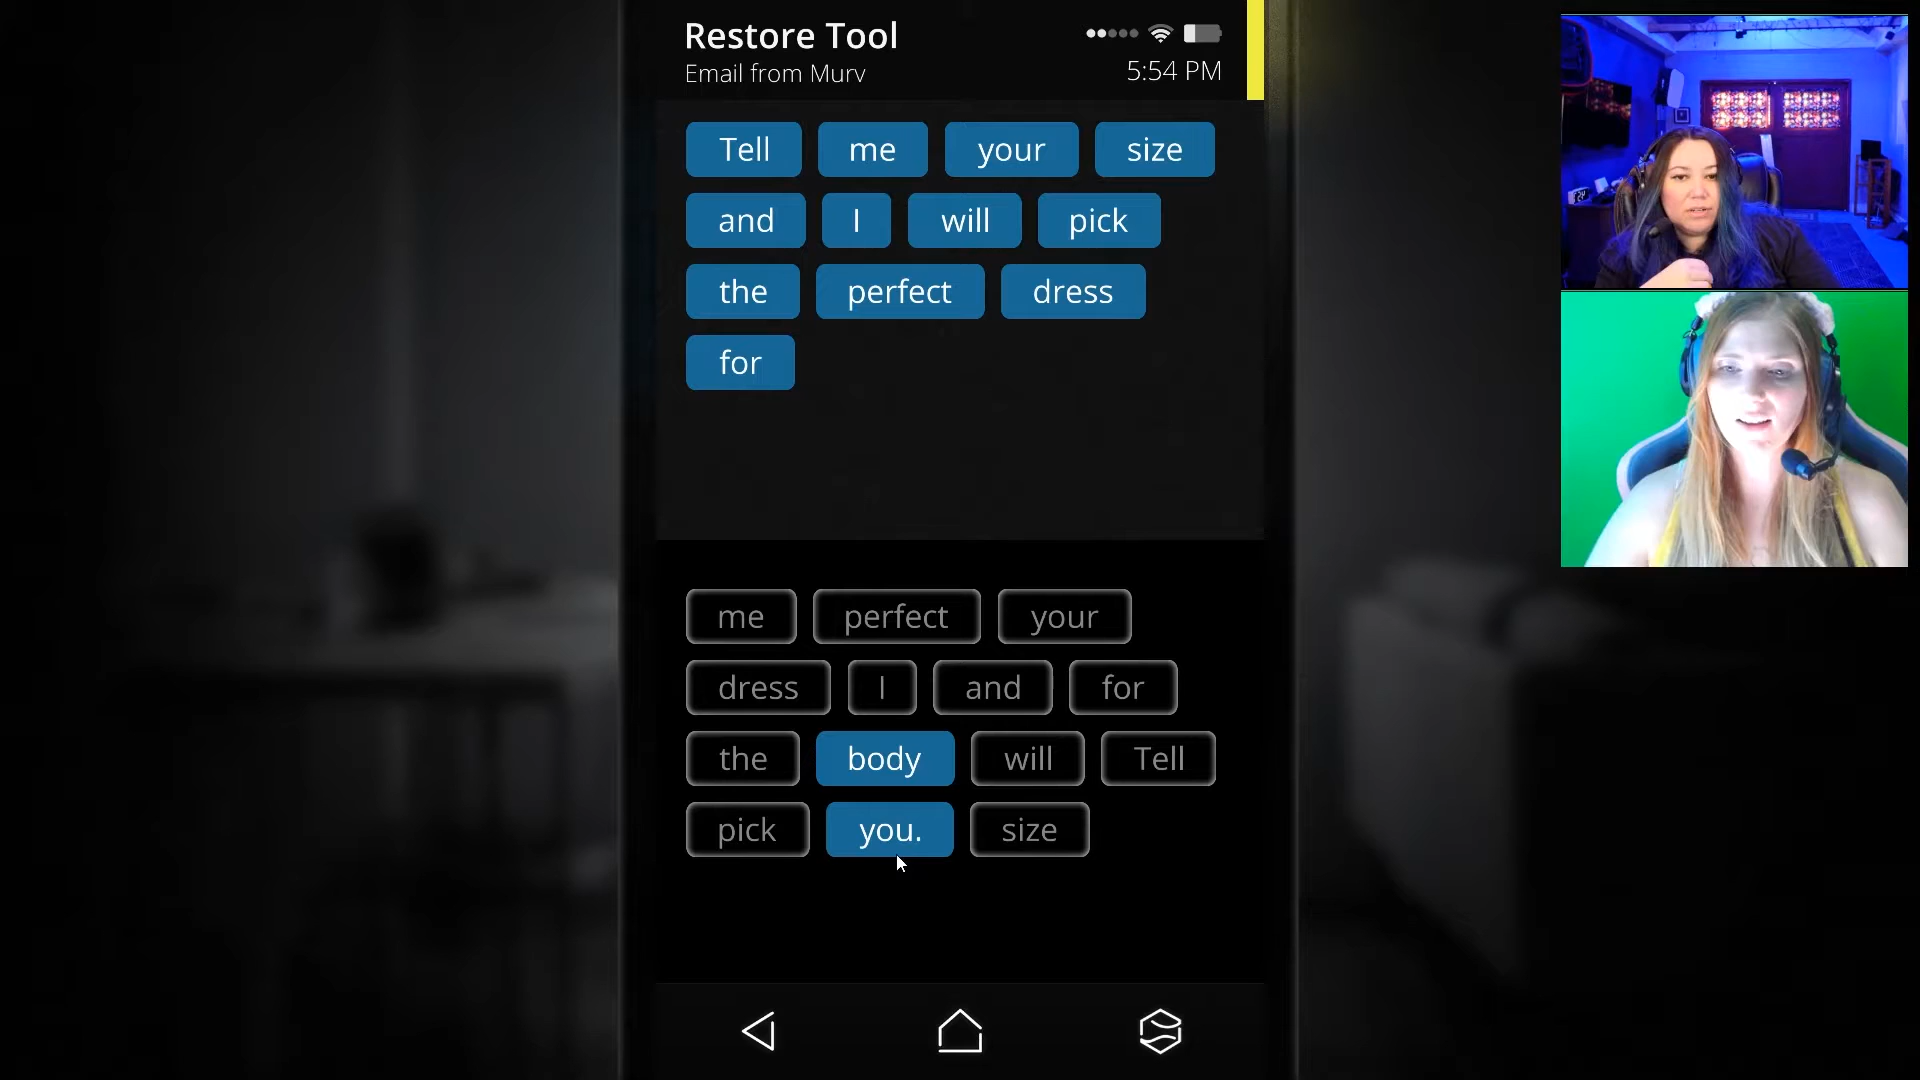 Restore Tool
Email from Murv
5:54 PM
Tell me your size
and I will pick
the perfect dress
for
me perfect your
dress I and for
the body will Tell
pick you. size